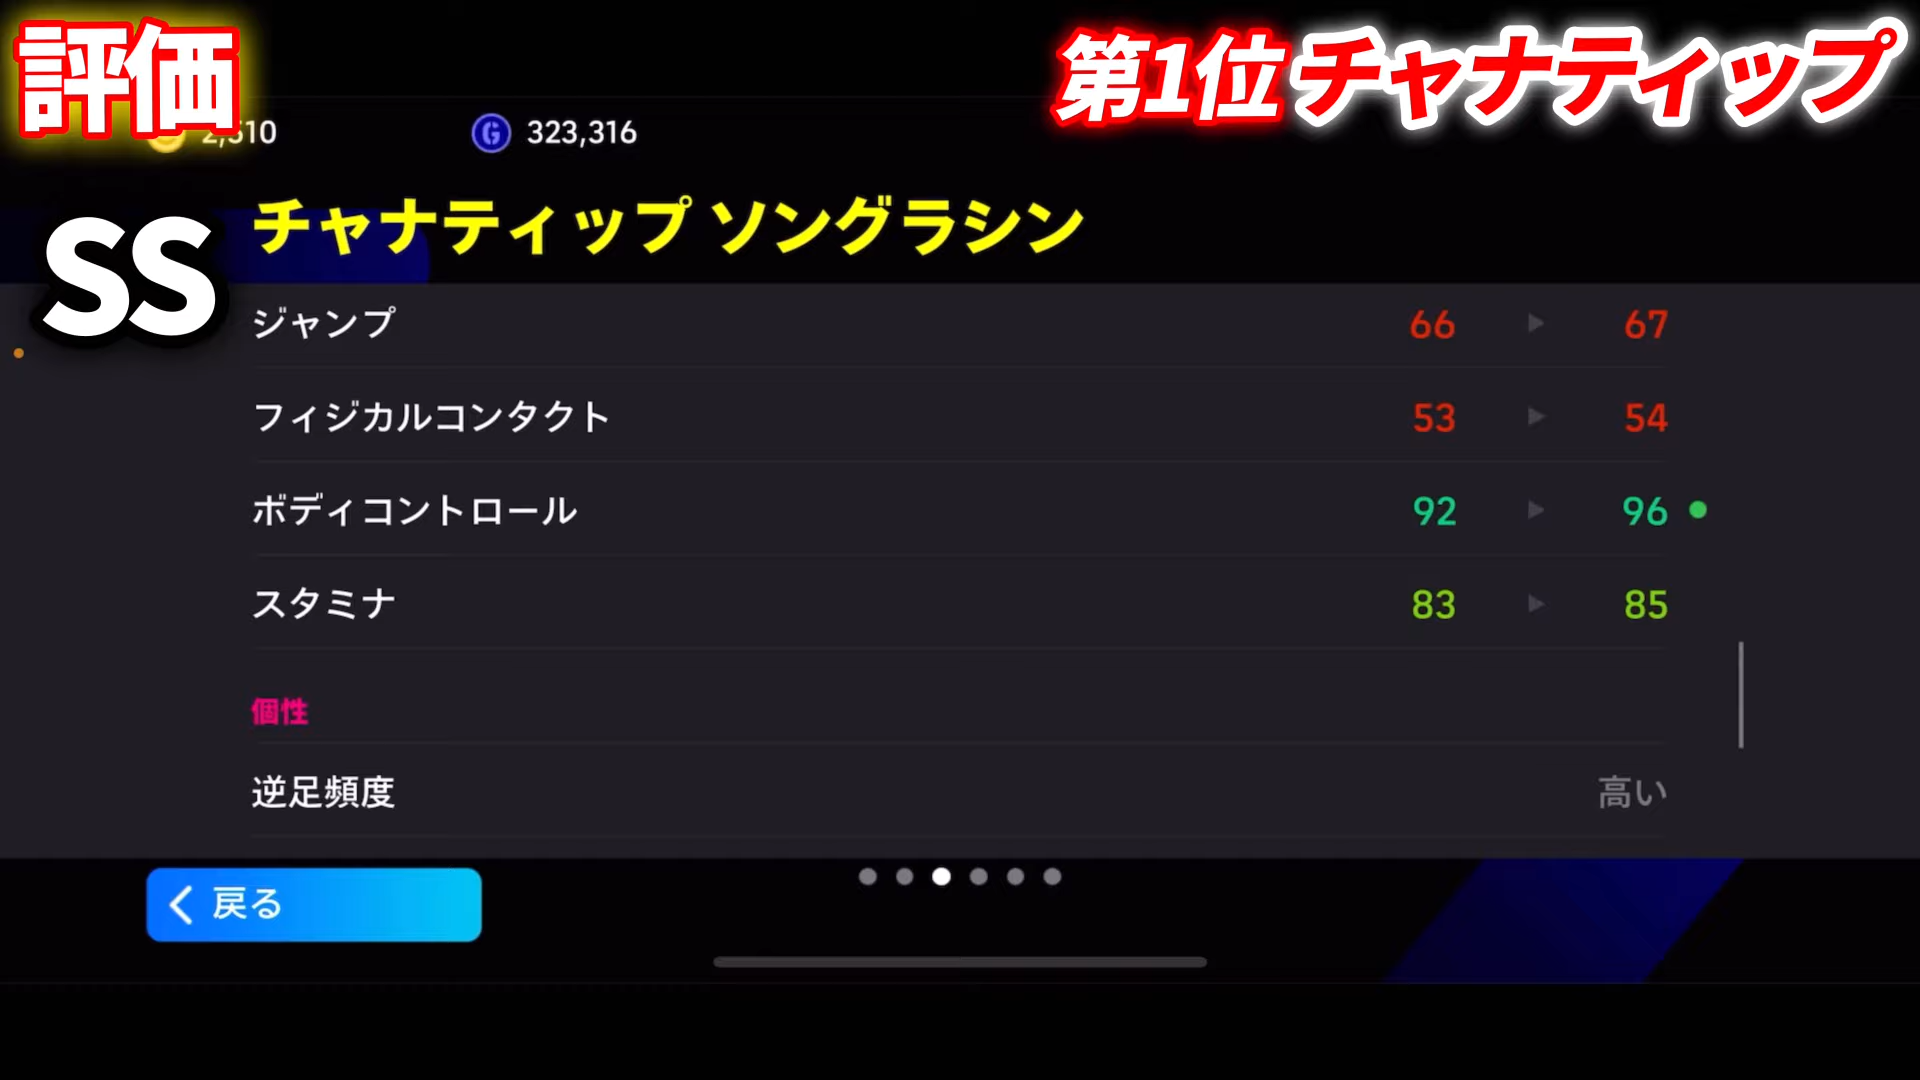 評価
第1位 チャナティップ
2,510
G 323,316
SS
チャナティップ ソングラシン
ジャンプ 66 67
フィジカルコンタクト 53 54
ボディコントロール 92 96
スタミナ 83 85
個性
逆足頻度 高い
戻る